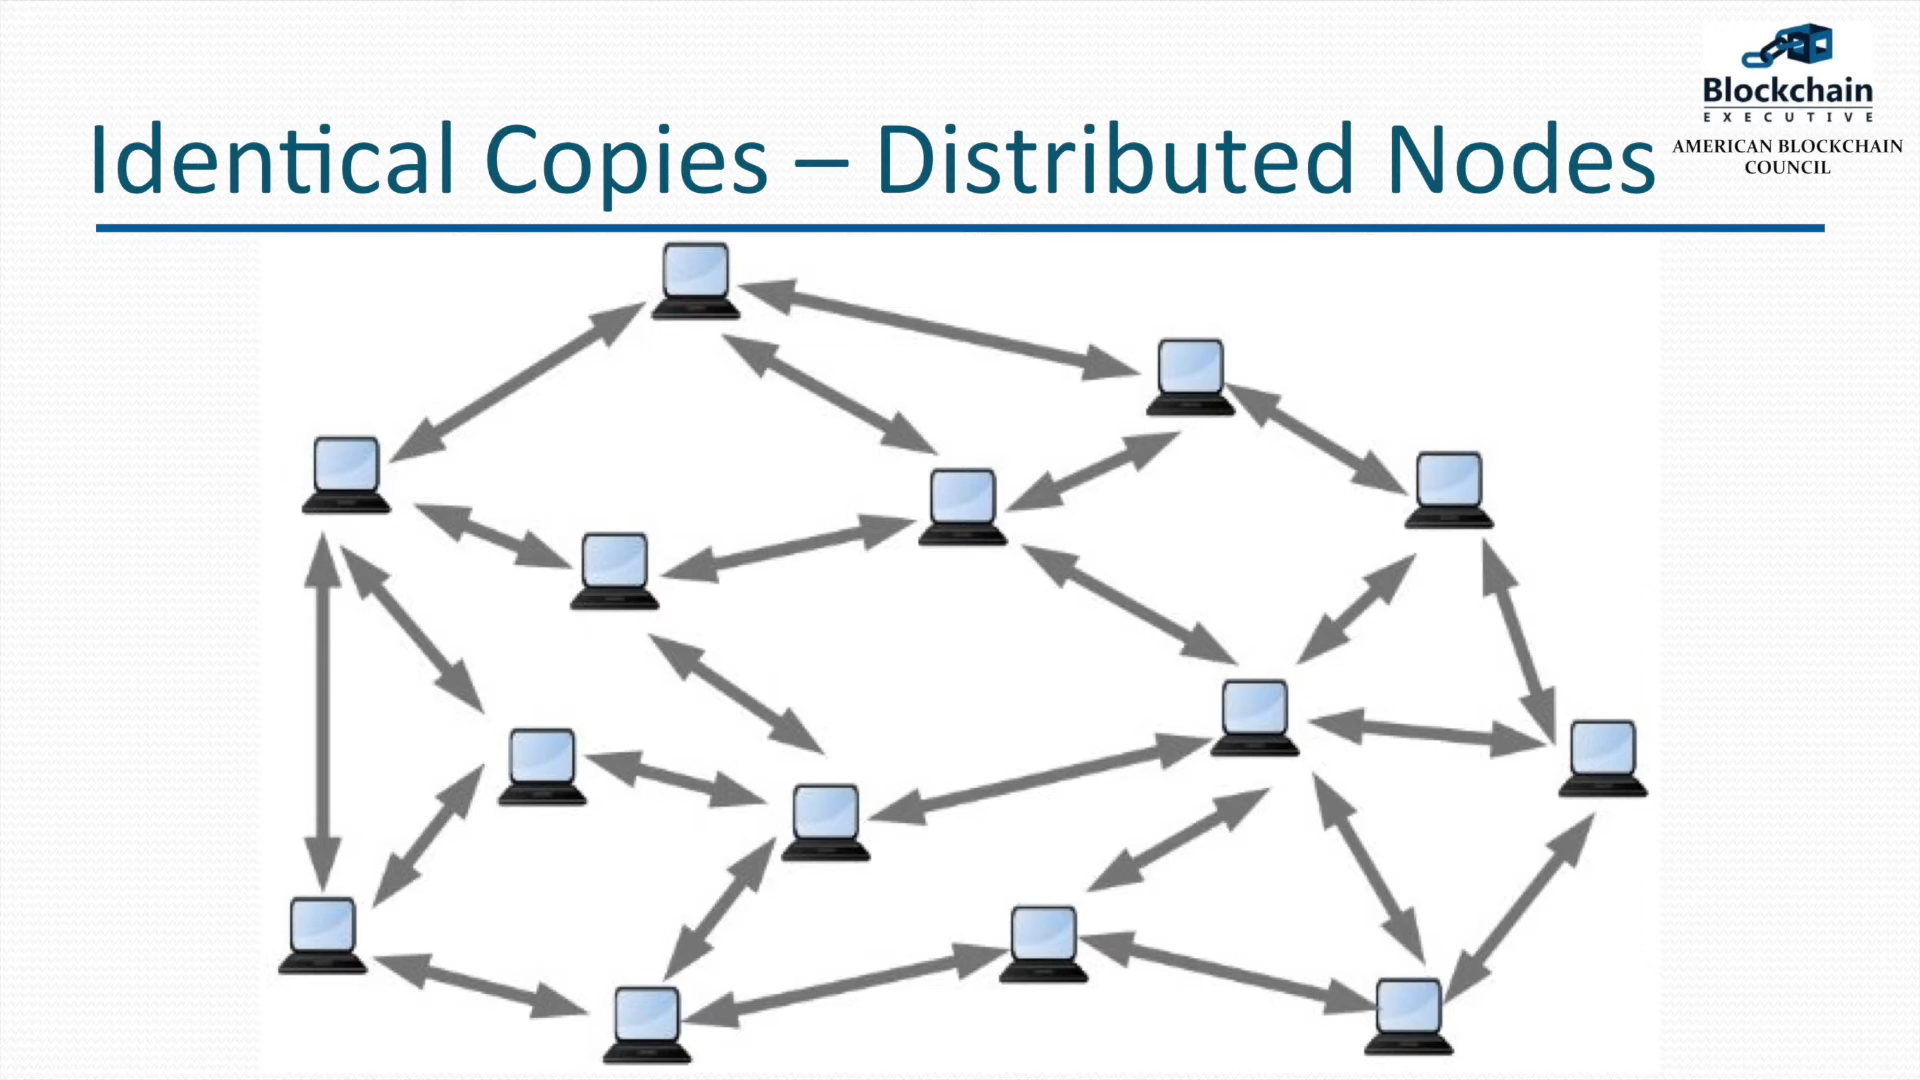 Identical Copies – Distributed Nodes
Blockchain
EXECUTIVE
AMERICAN BLOCKCHAIN
COUNCIL